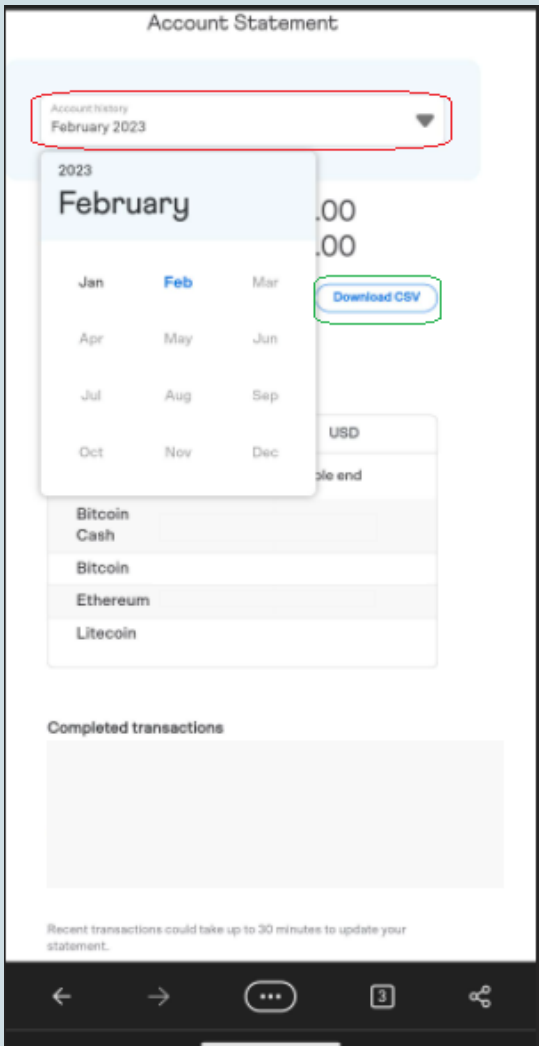 Account Statement
Account history
February 2023
2023
February
.00
.00
Jan Feb Mar
Download CSV
Apr May Jun
Jul Aug Sep
Oct Nov Dec
USD
ple end
Bitcoin
Cash
Bitcoin
Ethereum
Litecoin
Completed transactions
Recent transactions could take up to 30 minutes to update your
statement.
3